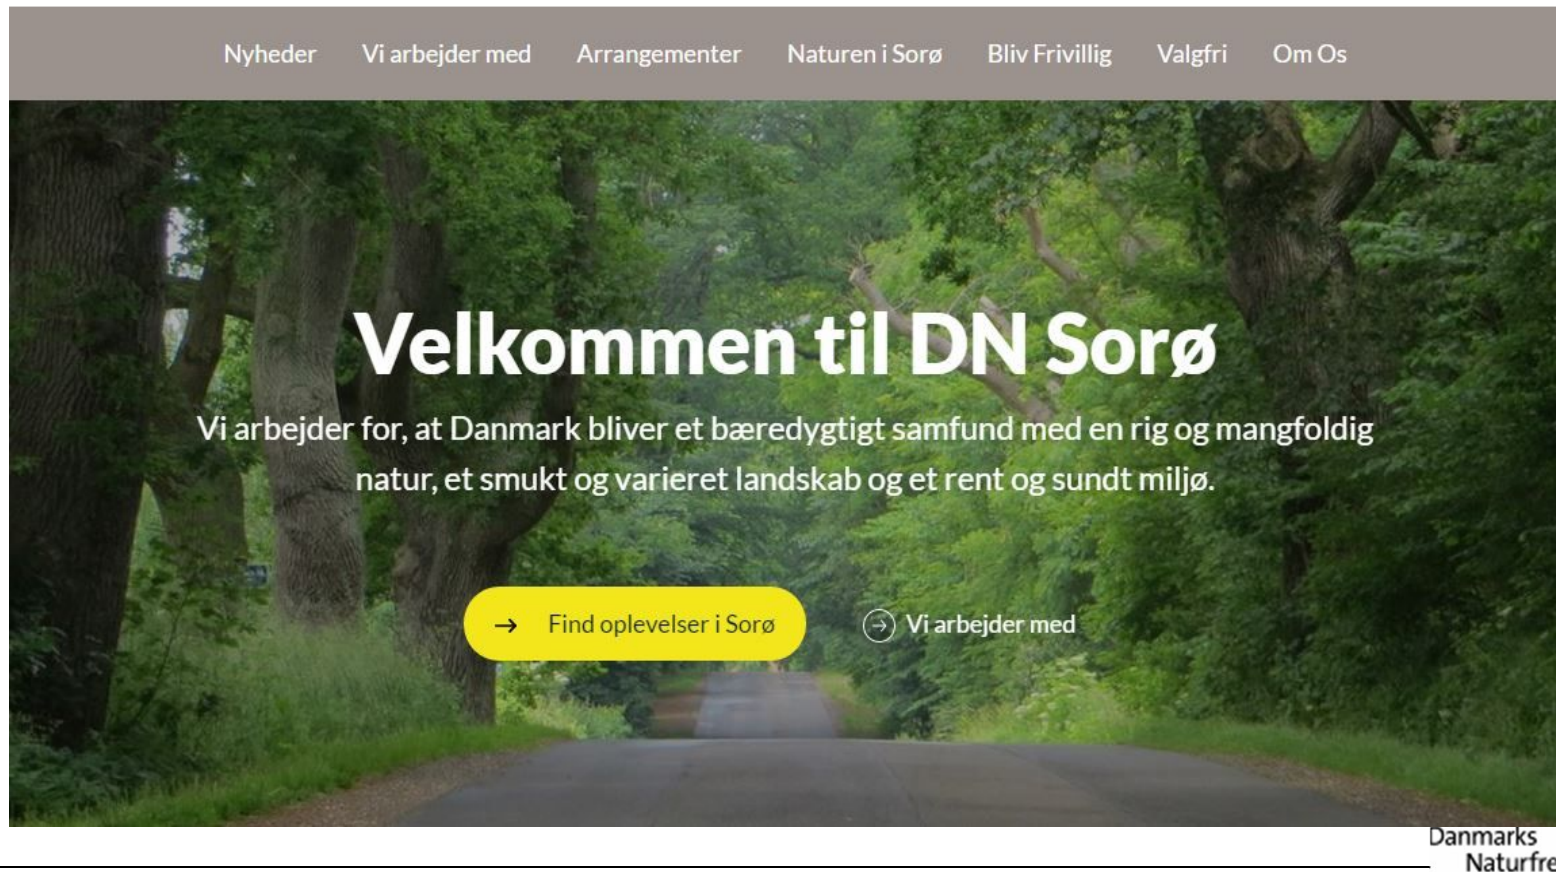 Nyheder Vi arbejder med Arrangementer Naturen i Sorø Bliv Frivillig Valgfri Om Os
Velkommen til DN Sorø
Vi arbejder for, at Danmark bliver et bæredygtigt samfund med en rig og mangfoldig
natur, et smukt og varieret landskab og et rent og sundt miljø.
→ Find oplevelser i Sorø → Vi arbejder med
Danmarks
Naturfre